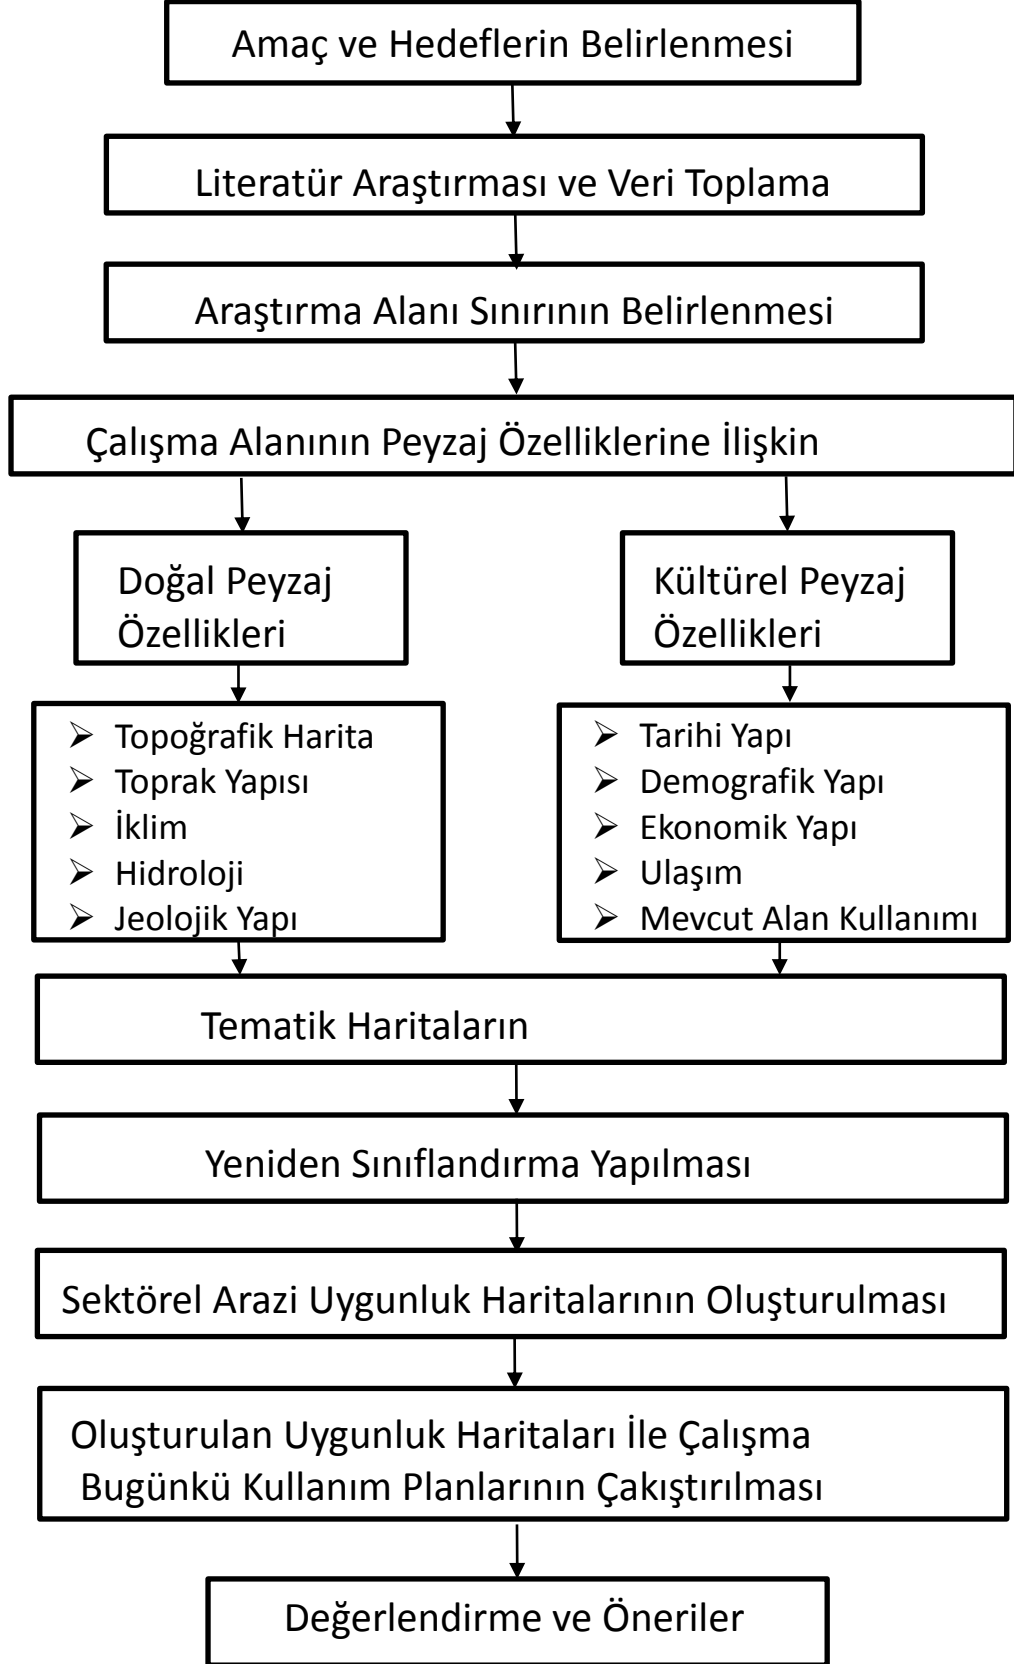 Amaç ve Hedeflerin Belirlenmesi
Literatür Araştırması ve Veri Toplama
Araştırma Alanı Sınırının Belirlenmesi
Çalışma Alanının Peyzaj Özelliklerine İlişkin
Doğal Peyzaj
Özellikleri
Kültürel Peyzaj
Özellikleri
Topoğrafik Harita
Toprak Yapısı
İklim
Hidroloji
Jeolojik Yapı
Tarihi Yapı
Demografik Yapı
Ekonomik Yapı
Ulaşım
Mevcut Alan Kullanımı
Tematik Haritaların
Yeniden Sınıflandırma Yapılması
Sektörel Arazi Uygunluk Haritalarının Oluşturulması
Oluşturulan Uygunluk Haritaları İle Çalışma
Bugünkü Kullanım Planlarının Çakıştırılması
Değerlendirme ve Öneriler